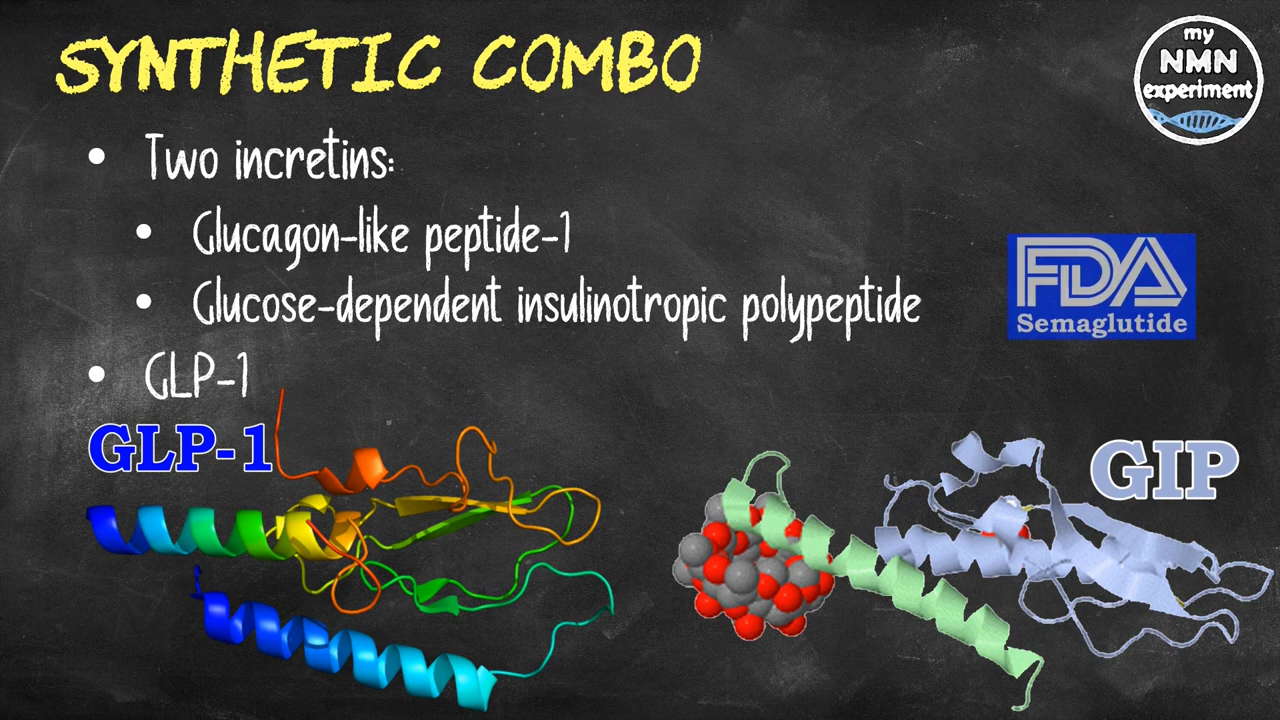 SYNTHETIC COMBO
my
NMN
experiment
• Two incretins:
• Glucagon-like peptide-1
• Glucose-dependent insulinotropic polypeptide
FDA
Semaglutide
• GLP-1
GLP-1
GIP